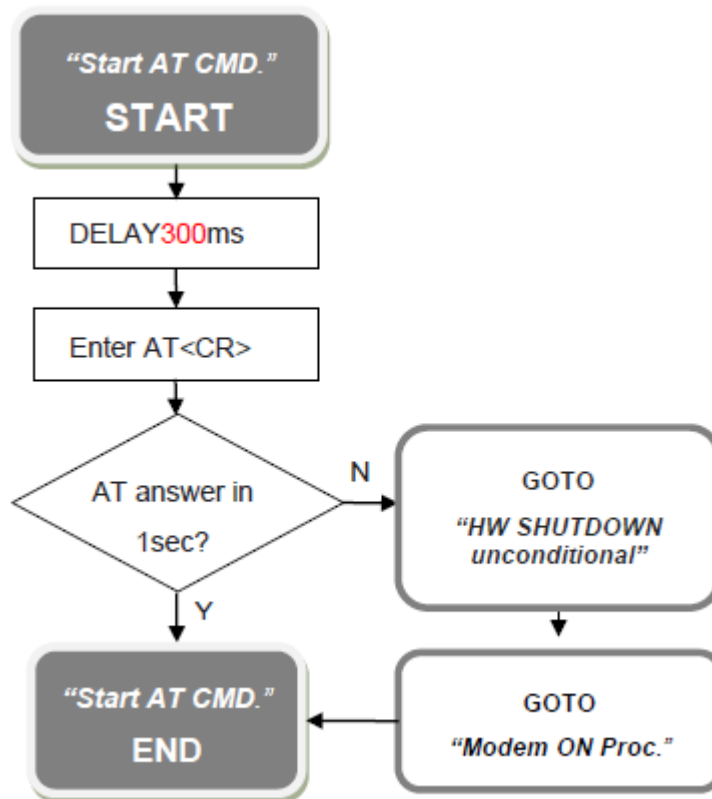 “Start AT CMD.”
START
DELAY300ms
Enter AT<CR>
AT answer in
1sec?
N
Y
GOTO
“HW SHUTDOWN
unconditional”
GOTO
“Modem ON Proc.”
“Start AT CMD.”
END